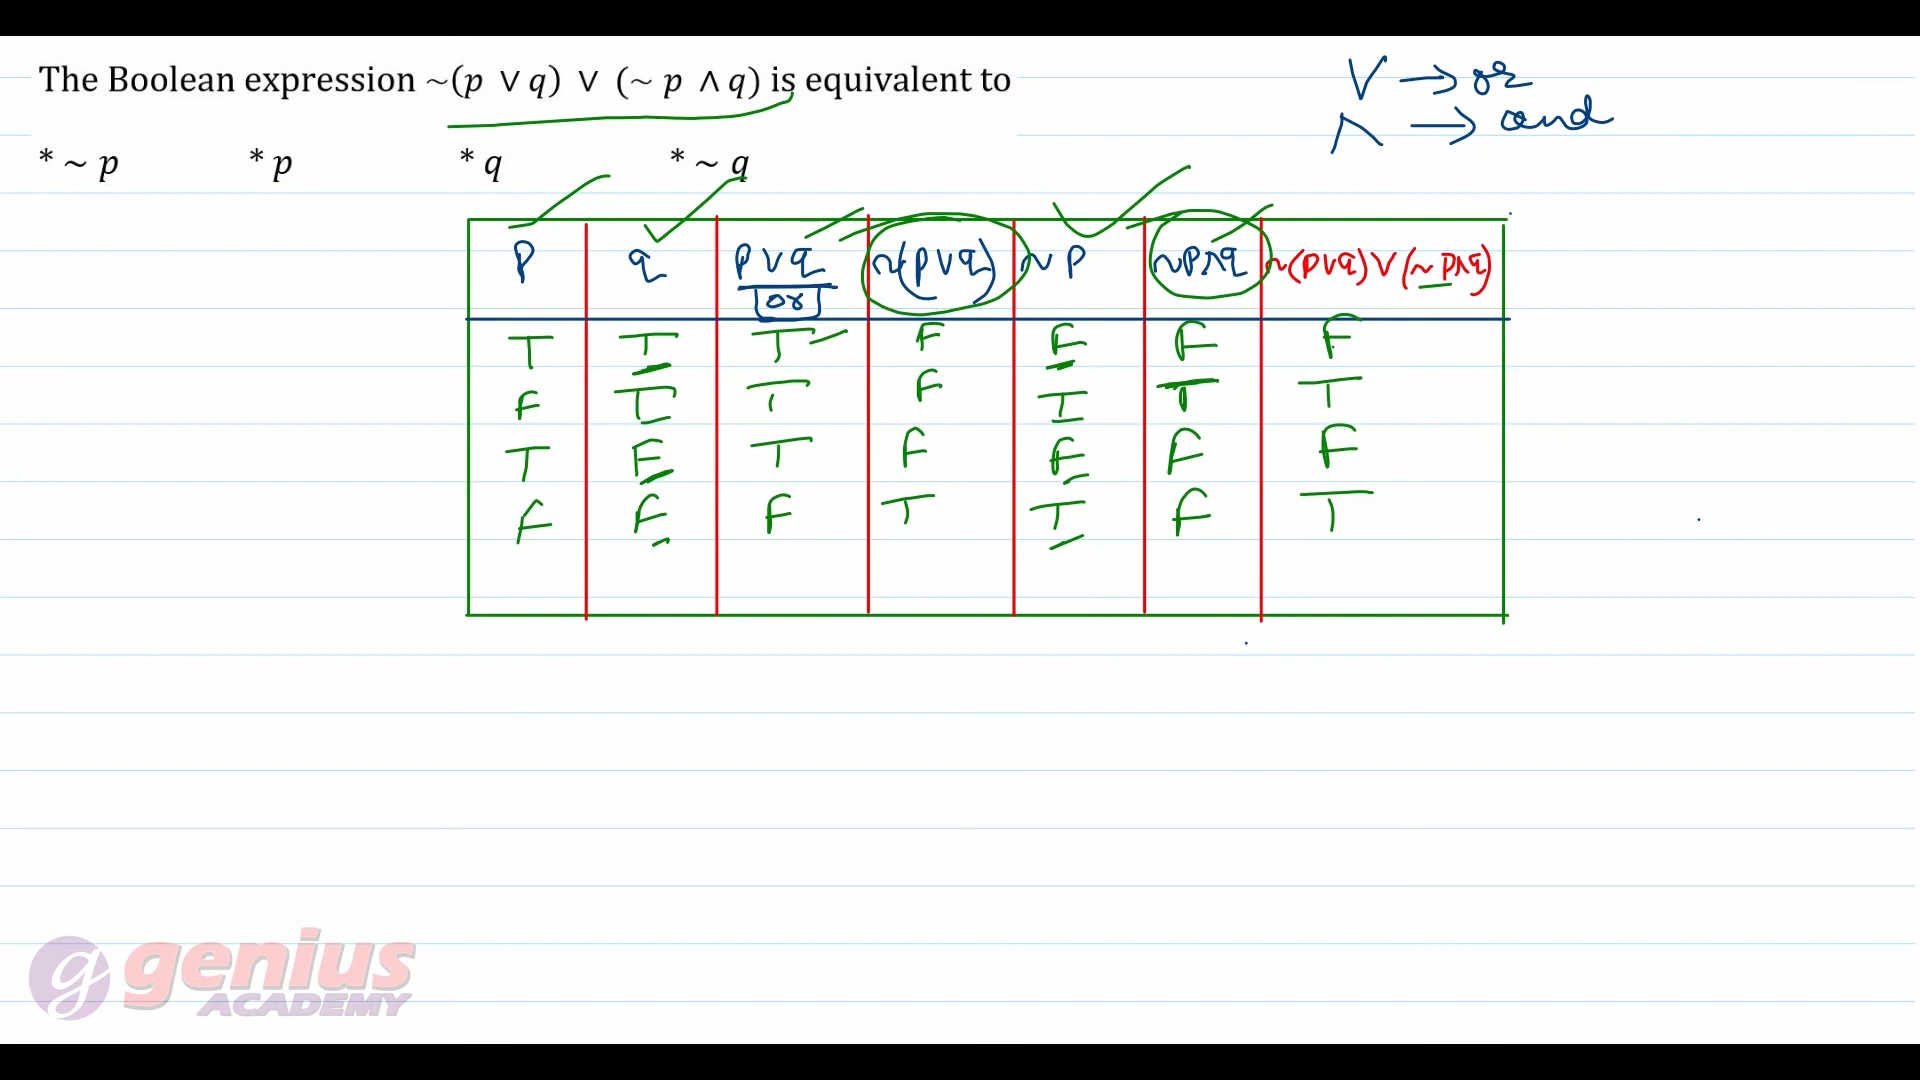 The Boolean expression ~(p ∨ q) ∨ (~ p ∧ q) is equivalent to
∨ → or
∧ → and
* ~ p * p * q * ~ q
P q p∨q ~(p∨q) ~P ~P∧q ~(p∨q)∨(~p∧q)
or
T T T F F F F
F T T F T T T
T F T F F F F
F F F T T F T
g genius
ACADEMY